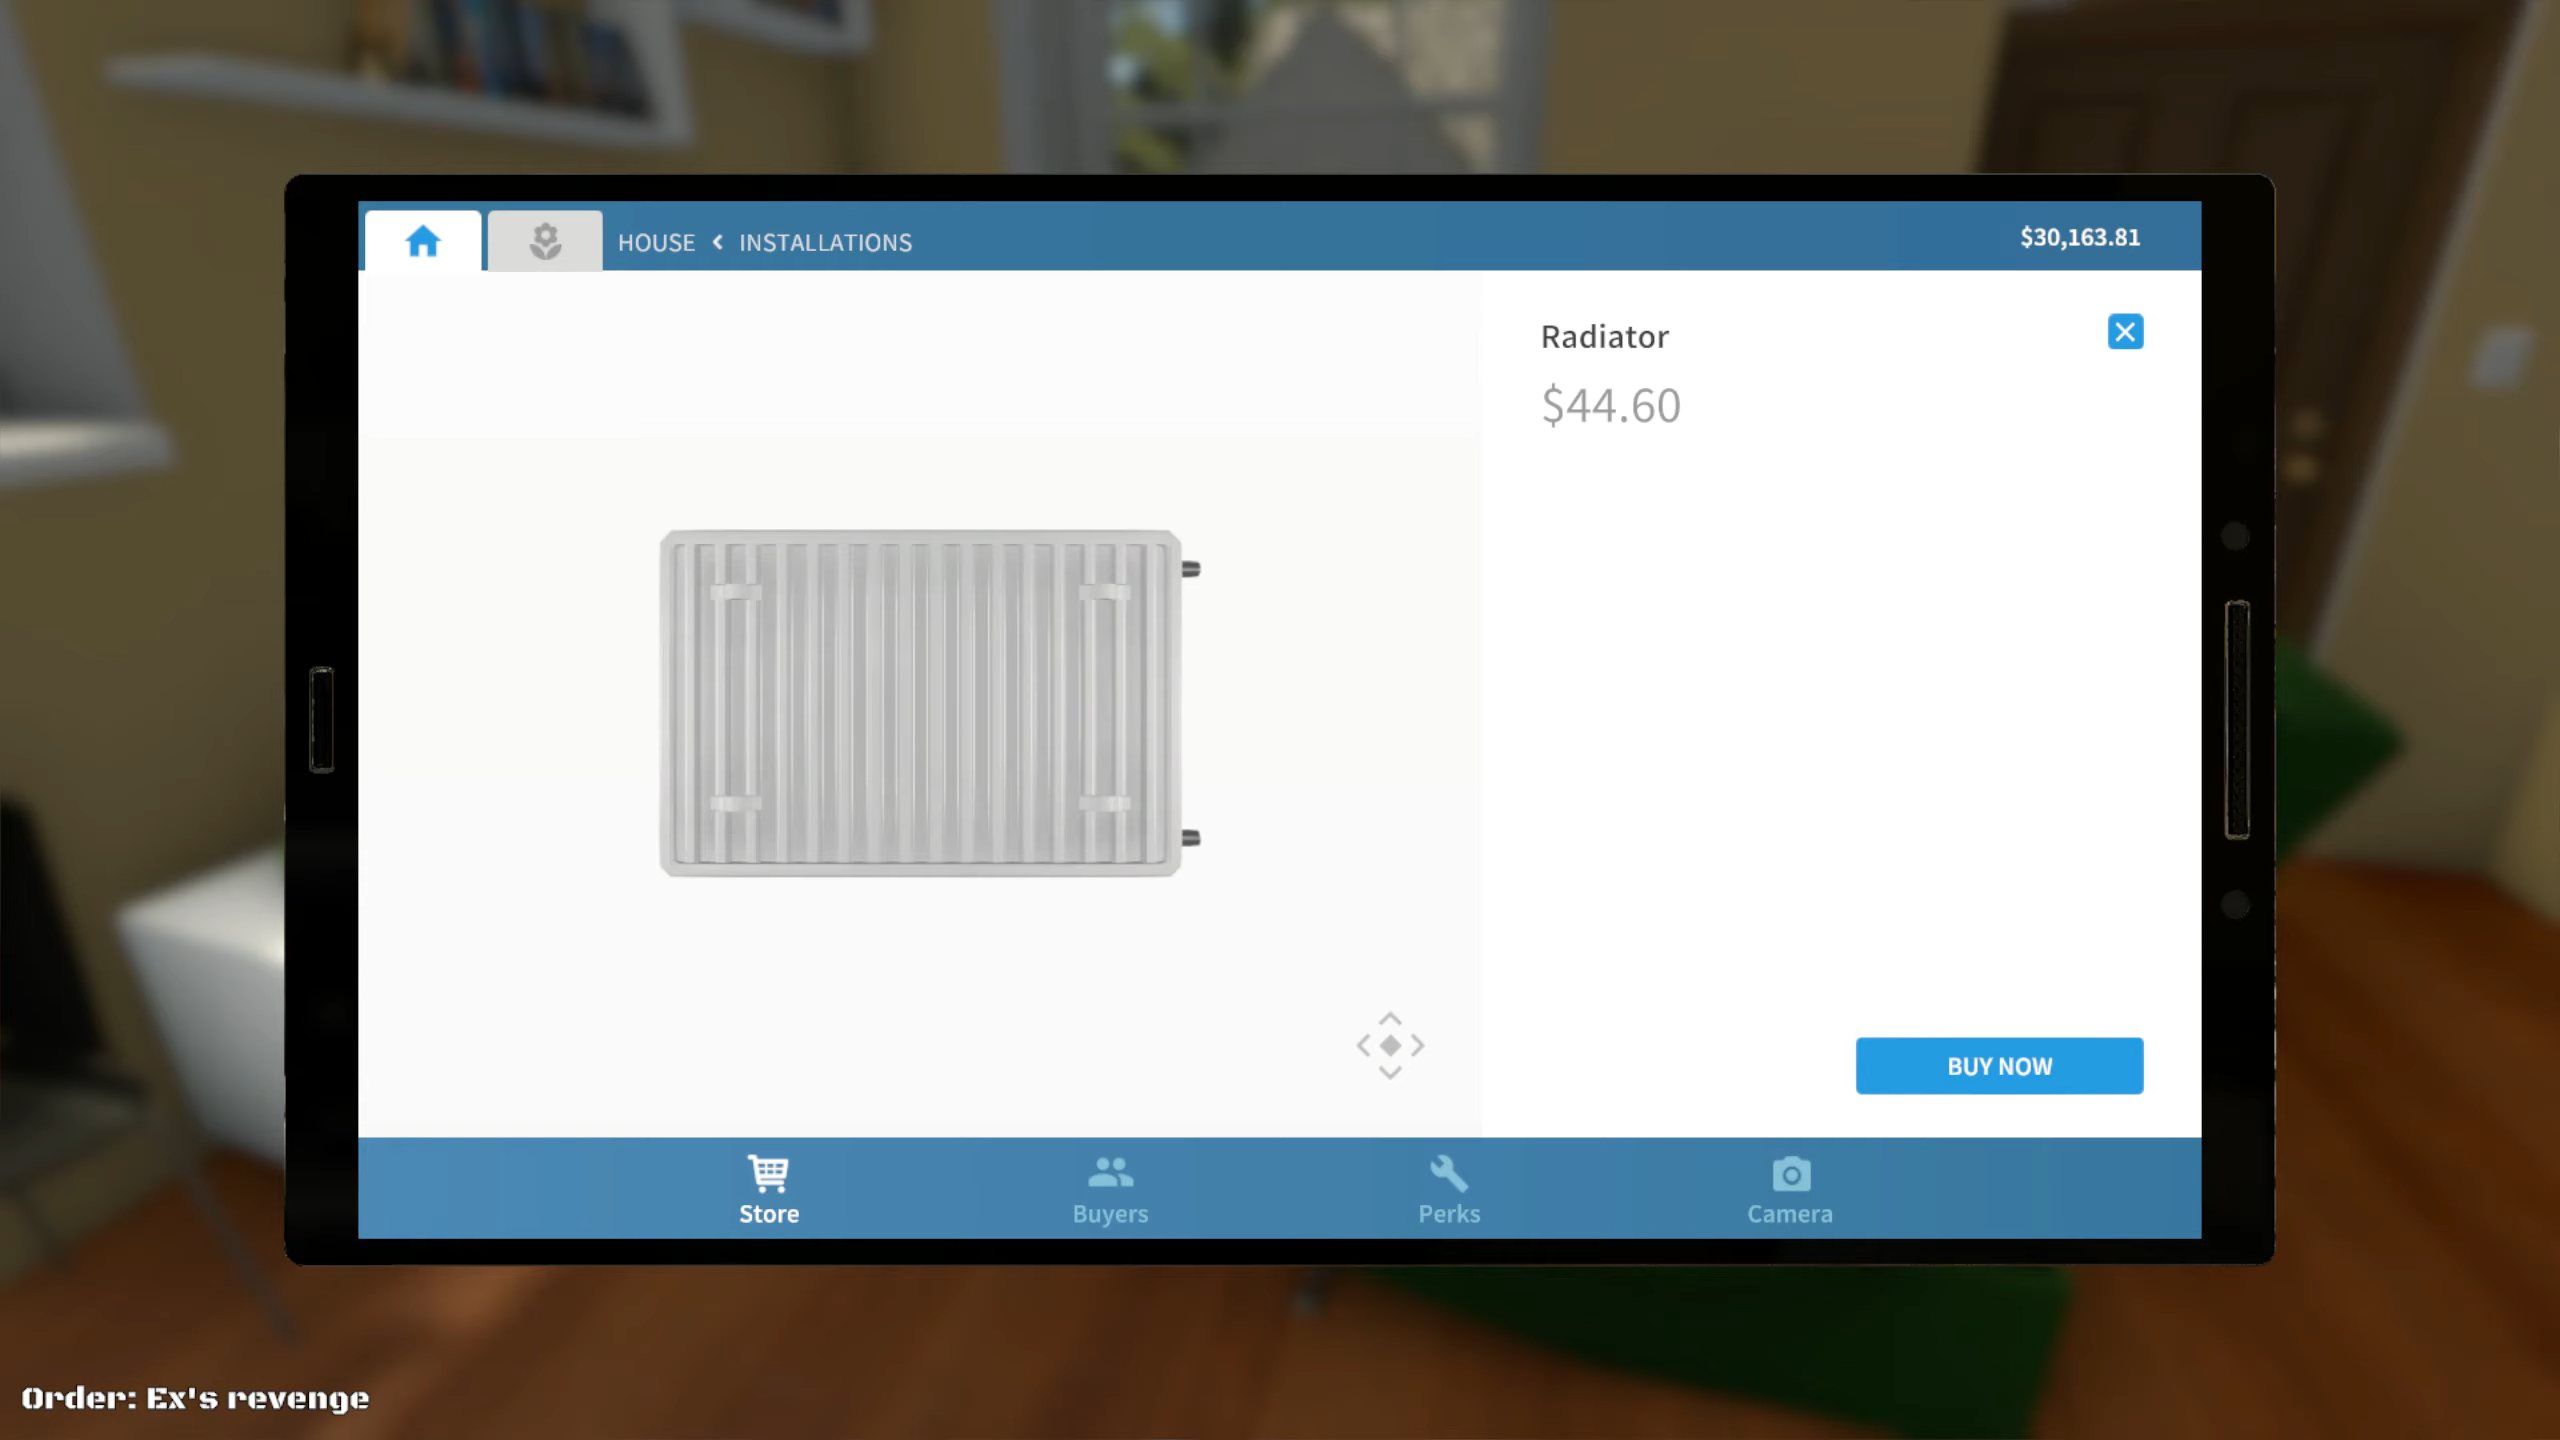 HOUSE < INSTALLATIONS
$30,163.81
Radiator
$44.60
BUY NOW
Store
Buyers
Perks
Camera
Order: Ex's revenge